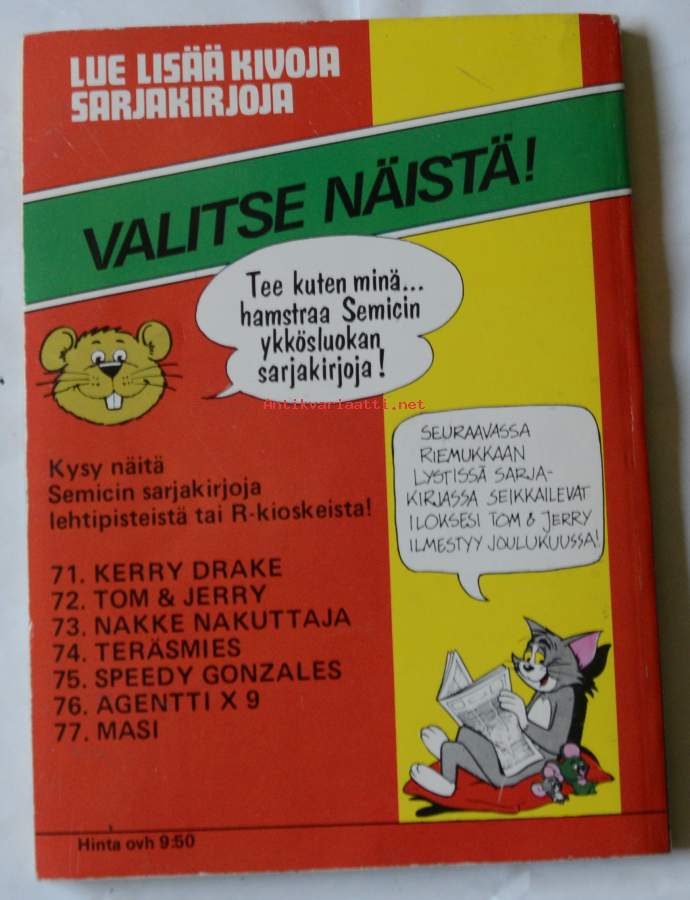 LUE LISÄÄ KIVOJA
SARJAKIRJOJA
VALITSE NÄISTÄ!
Tee kuten minä...
hamstraa Semicin
ykkösluokan
sarjakirjoja!
Antikvariaatti.net
SEURAAVASSA
RIEMUKKAAN
LYSTISSÄ SARJA-
KIRJASSA SEIKKAILEVAT
ILOKSESI TOM & JERRY
ILMESTYY JOULUKUUSSA!
Kysy näitä
Semicin sarjakirjoja
lehtipisteistä tai R-kioskeista!
71. KERRY DRAKE
72. TOM & JERRY
73. NAKKE NAKUTTAJA
74. TERÄSMIES
75. SPEEDY GONZALES
76. AGENTTI X 9
77. MASI
Hinta ovh 9:50